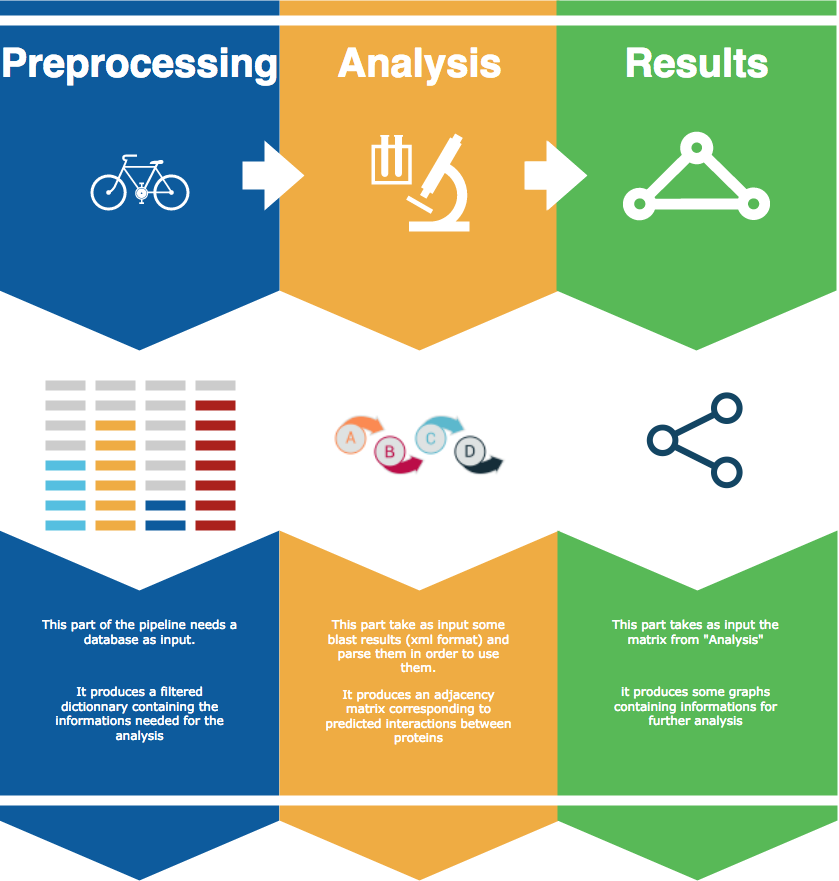 Preprocessing
Analysis
Results
A
B
C
D
This part of the pipeline needs a
database as input.
It produces a filtered
dictionnary containing the
informations needed for the
analysis
This part take as input some
blast results (xml format) and
parse them in order to use
them.
It produces an adjacency
matrix corresponding to
predicted interactions between
proteins
This part takes as input the
matrix from "Analysis"
it produces some graphs
containing informations for
further analysis